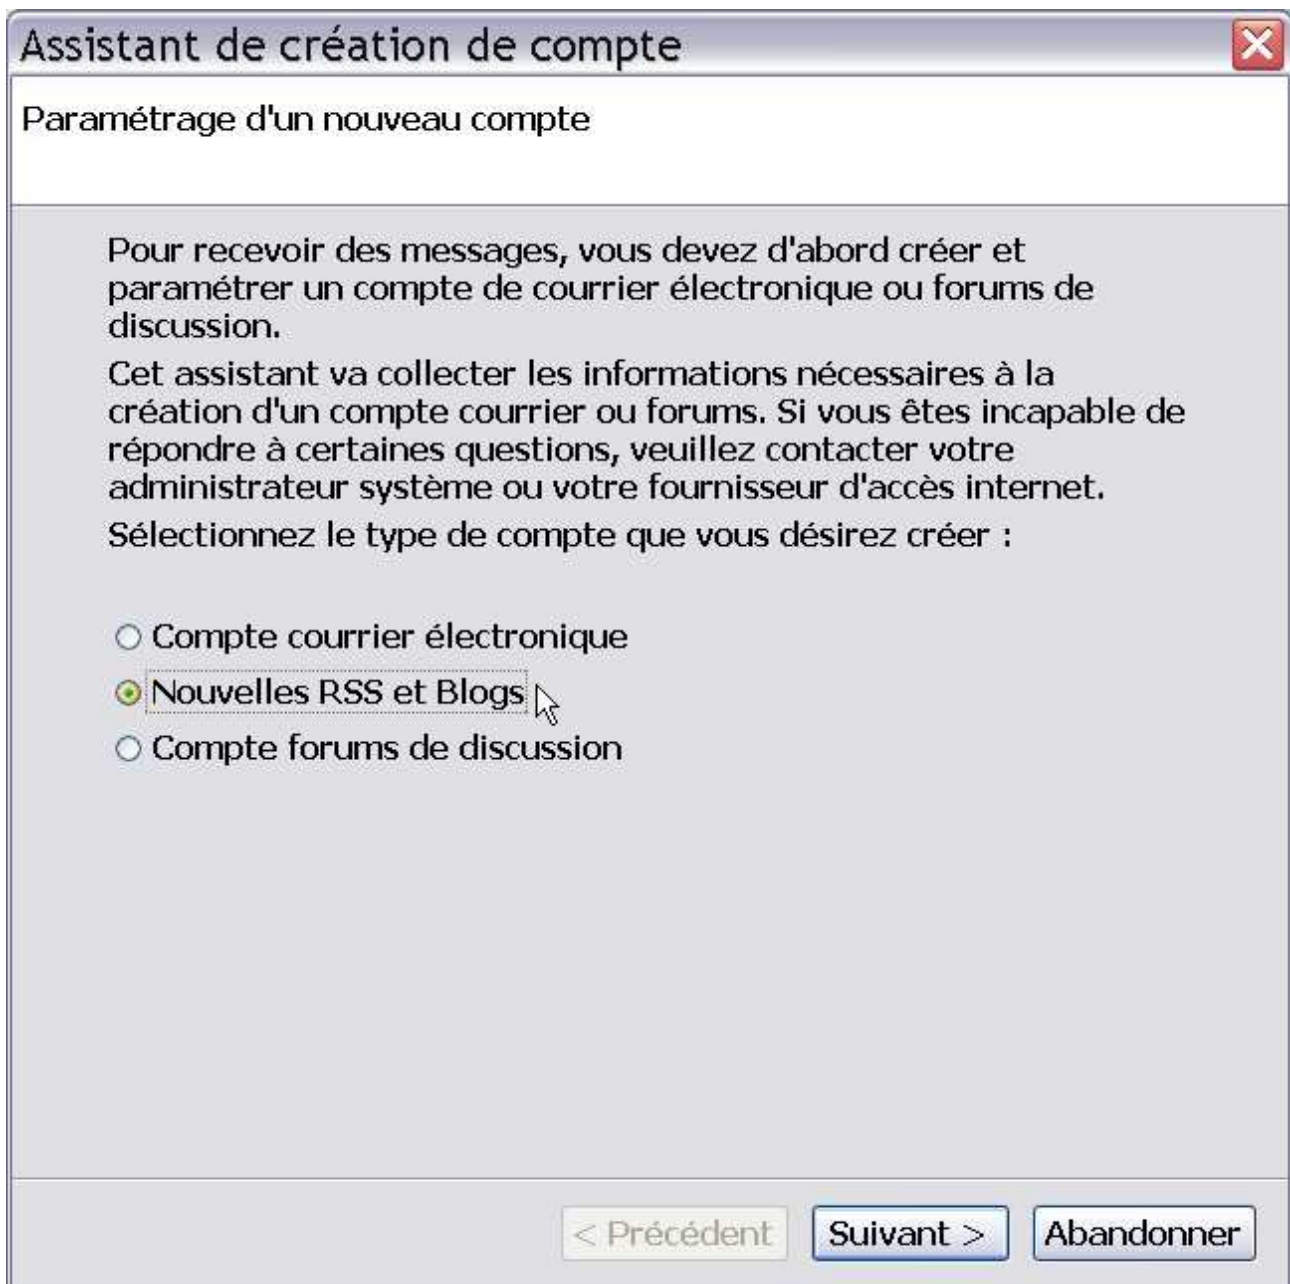 Assistant de création de compte
Paramétrage d'un nouveau compte
Pour recevoir des messages, vous devez d'abord créer et
paramétrer un compte de courrier électronique ou forums de
discussion.
Cet assistant va collecter les informations nécessaires à la
création d'un compte courrier ou forums. Si vous êtes incapable de
répondre à certaines questions, veuillez contacter votre
administrateur système ou votre fournisseur d'accès internet.
Sélectionnez le type de compte que vous désirez créer :
Compte courrier électronique
Nouvelles RSS et Blogs
Compte forums de discussion
< Précédent Suivant > Abandonner